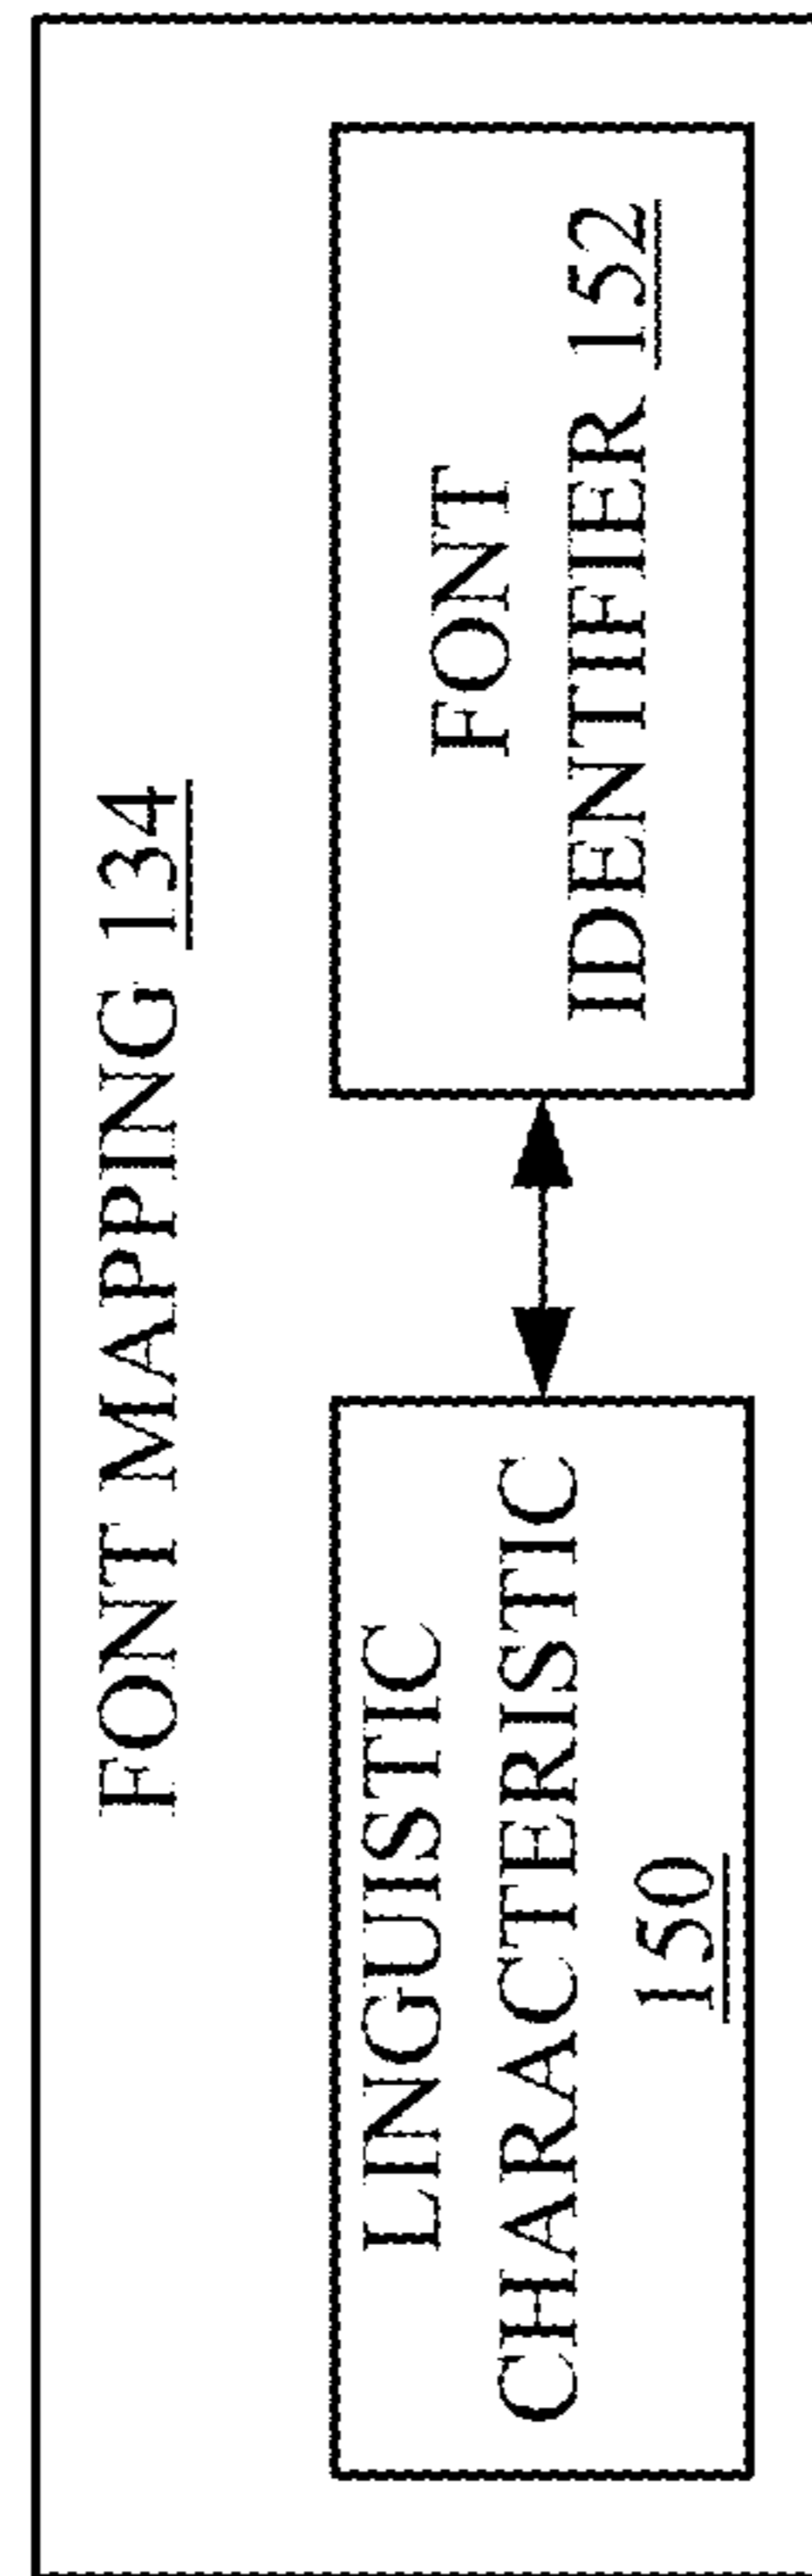 FONT MAPPING 134
LINGUISTIC
CHARACTERISTIC
150
FONT
IDENTIFIER 152